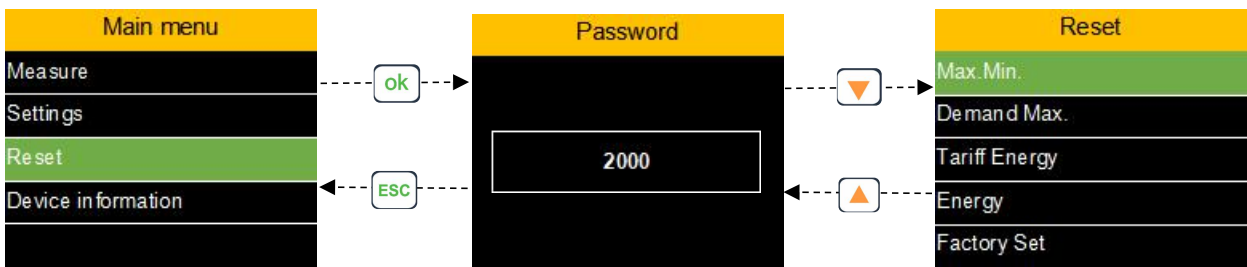 Main menu
Measure
Settings
Reset
Device information
ok
ESC
Password
2000
Reset
Max.Min.
Demand Max.
Tariff Energy
Energy
Factory Set